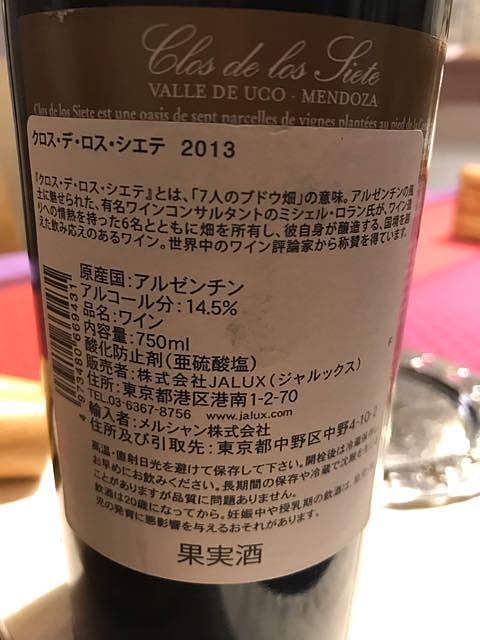 Clos de los Siete
VALLE DE UCO · MENDOZA
Clos de los Siete est une oasis de sept parcelles de vignes plantées au pied de la
クロス・デ・ロス・シエテ 2013
『クロス・デ・ロス・シエテ』とは、「7人のブドウ畑」の意味。アルゼンチンの風
土に魅せられた、有名ワインコンサルタントのミシェル・ロラン氏が、ワイン造
りへの情熱を持った6名とともに畑を所有し、彼自身が醸造する、国境を越
えた飲み応えのあるワイン。世界中のワイン評論家から称賛を得ています。
原産国:アルゼンチン
アルコール分:14.5%
品名:ワイン
内容量:750ml
酸化防止剤(亜硫酸塩)
販売者:株式会社JALUX(ジャルックス)
住所:東京都港区港南1-2-70
TEL.03-6367-8756 www.jalux.com
輸入者:メルシャン株式会社
住所及び引取先:東京都中野区中野4-10-2
高温・直射日光を避けて保存して下さい。開栓後は冷蔵保存し、
お早めにお飲みください。長期間の保存や冷蔵で沈殿を生じる
ことがありますが品質に問題ありません。
飲酒は20歳になってから。妊娠中や授乳期の飲酒は、胎児・乳
児の発育に悪影響を与えるおそれがあります。
果実酒
F